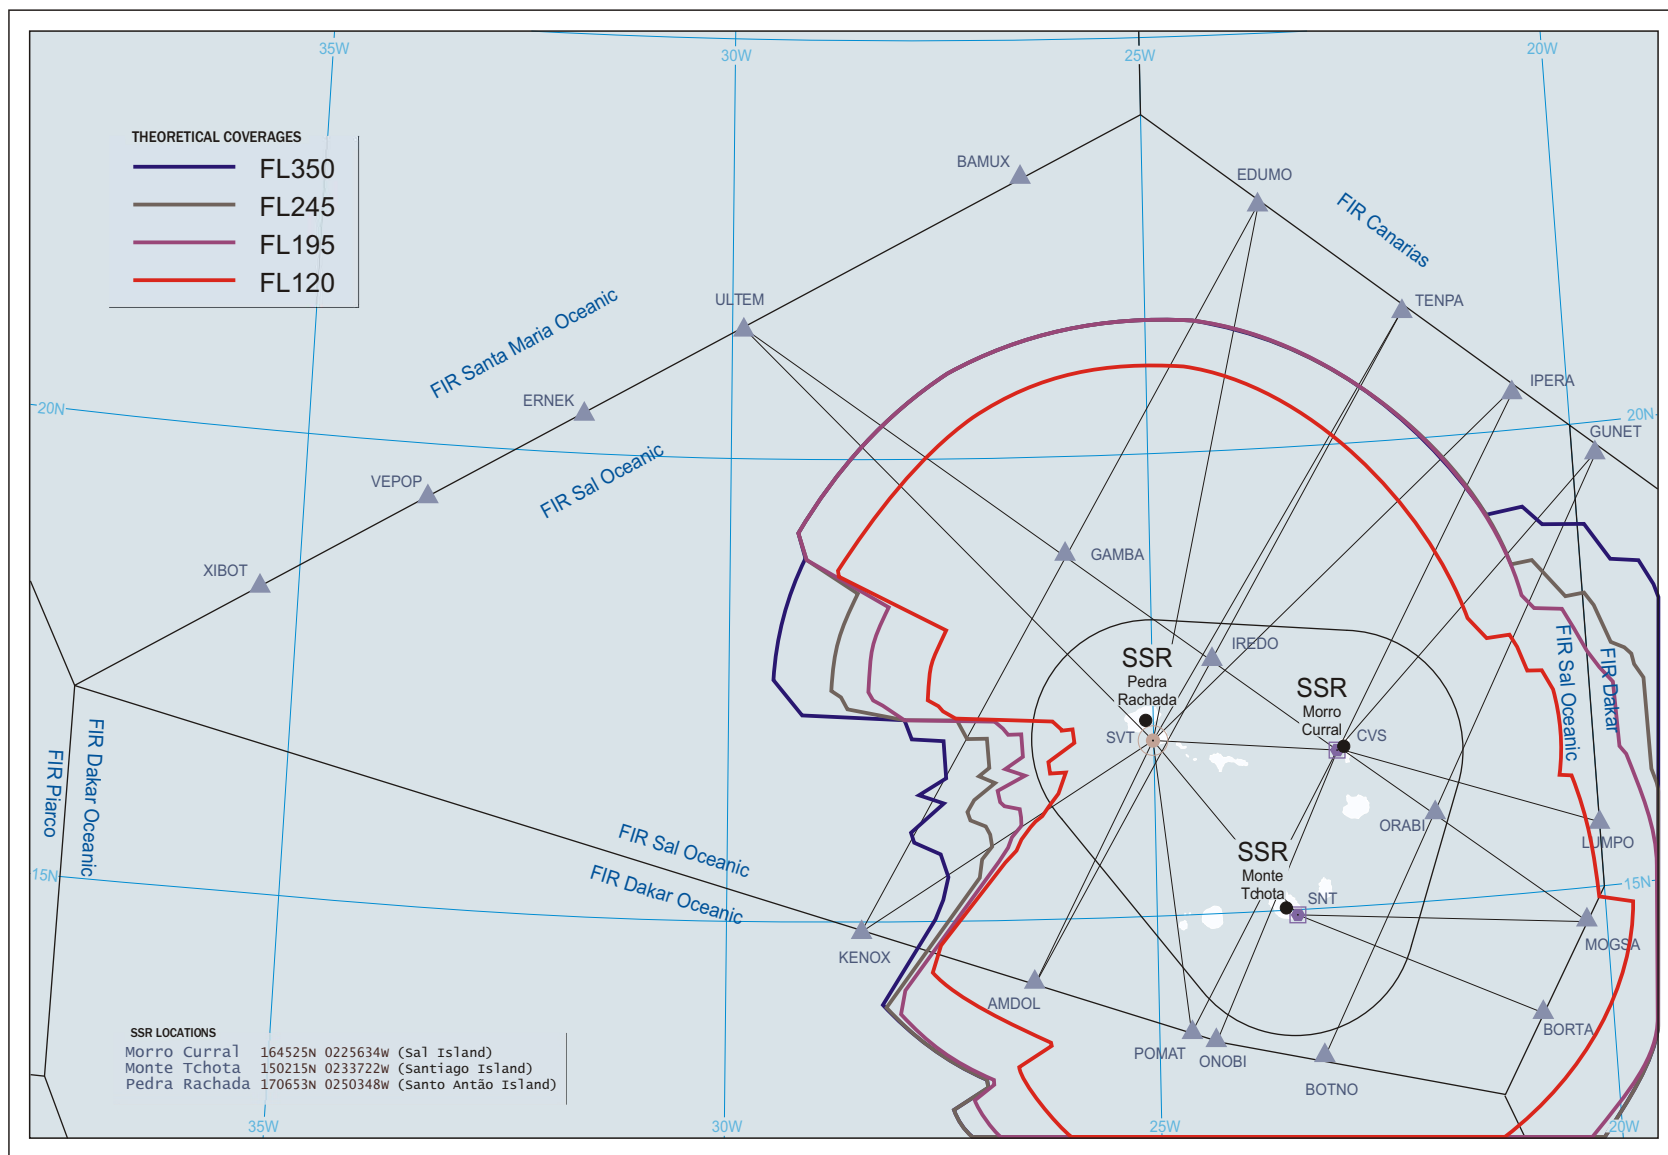 35W
30W
25W
20W
THEORETICAL COVERAGES
FL350
FL245
FL195
FL120
BAMUX
EDUMO
FIR Canarias
ULTEM
TENPA
FIR Santa Maria Oceanic
ERNEK
IPERA
20N
20N
GUNET
FIR Sal Oceanic
VEPOP
XIBOT
GAMBA
IREDO
SSR
Pedra
Rachada
SVT
SSR
Morro
Curral
CVS
FIR Sal Oceanic
FIR Dakar
FIR Piarco
FIR Dakar Oceanic
FIR Sal Oceanic
FIR Dakar Oceanic
ORABI
LUMPO
SSR
Monte
Tchota
SNT
15N
15N
KENOX
MOGSA
AMDOL
BORTA
POMAT
ONOBI
BOTNO
SSR LOCATIONS
Morro Curral 164525N 0225634W (Sal Island)
Monte Tchota 150215N 0233722W (Santiago Island)
Pedra Rachada 170653N 0250348W (Santo Antão Island)
35W
30W
25W
20W